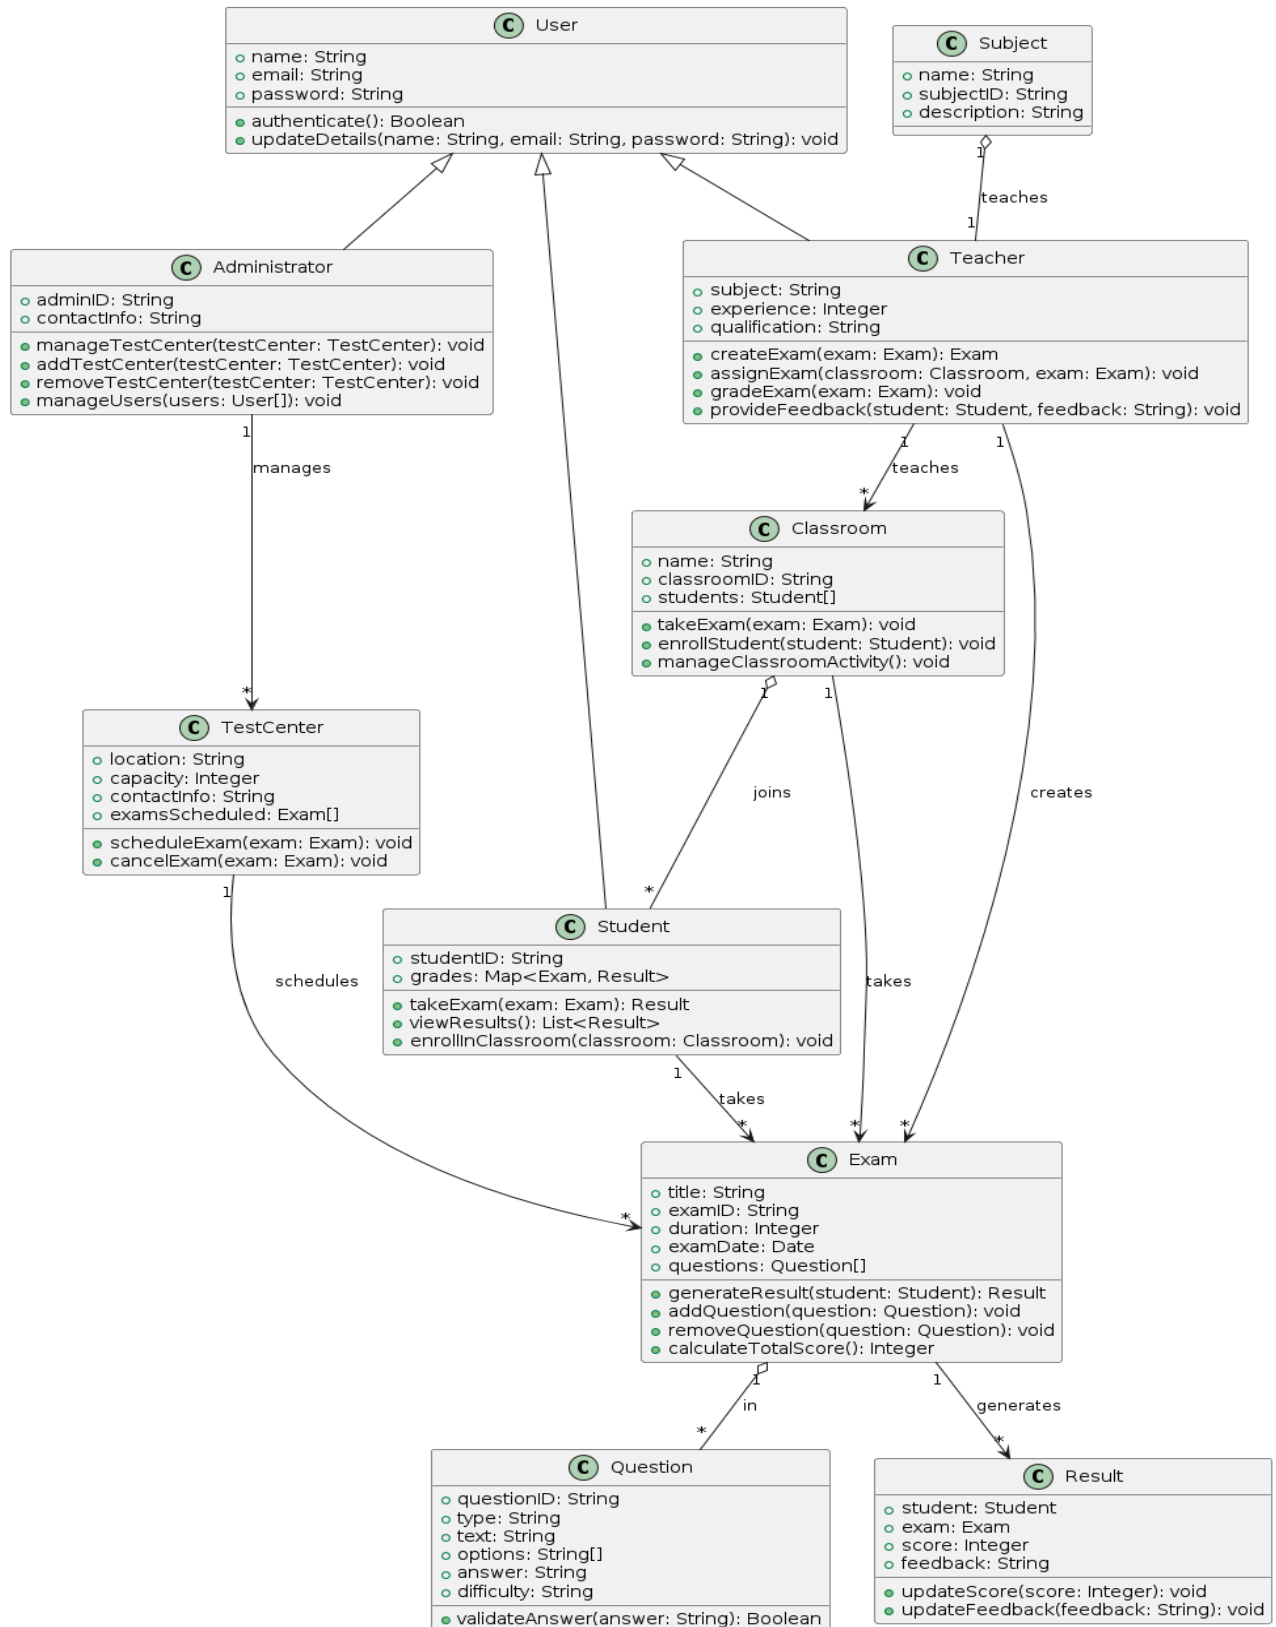 C User
name: String
email: String
password: String
authenticate(): Boolean
updateDetails(name: String, email: String, password: String): void
C Subject
name: String
subjectID: String
description: String
1
teaches
1
C Administrator
adminID: String
contactInfo: String
manageTestCenter(testCenter: TestCenter): void
addTestCenter(testCenter: TestCenter): void
removeTestCenter(testCenter: TestCenter): void
manageUsers(users: User[]): void
C Teacher
subject: String
experience: Integer
qualification: String
createExam(exam: Exam): Exam
assignExam(classroom: Classroom, exam: Exam): void
gradeExam(exam: Exam): void
provideFeedback(student: Student, feedback: String): void
1
manages
*
1
teaches
*
1
creates
*
C Classroom
name: String
classroomID: String
students: Student[]
takeExam(exam: Exam): void
enrollStudent(student: Student): void
manageClassroomActivity(): void
C TestCenter
location: String
capacity: Integer
contactInfo: String
examsScheduled: Exam[]
scheduleExam(exam: Exam): void
cancelExam(exam: Exam): void
1
joins
*
1
takes
*
1
schedules
*
C Student
studentID: String
grades: Map<Exam, Result>
takeExam(exam: Exam): Result
viewResults(): List<Result>
enrollInClassroom(classroom: Classroom): void
1
takes
*
C Exam
title: String
examID: String
duration: Integer
examDate: Date
questions: Question[]
generateResult(student: Student): Result
addQuestion(question: Question): void
removeQuestion(question: Question): void
calculateTotalScore(): Integer
1
in
*
1
generates
*
C Question
questionID: String
type: String
text: String
options: String[]
answer: String
difficulty: String
validateAnswer(answer: String): Boolean
C Result
student: Student
exam: Exam
score: Integer
feedback: String
updateScore(score: Integer): void
updateFeedback(feedback: String): void